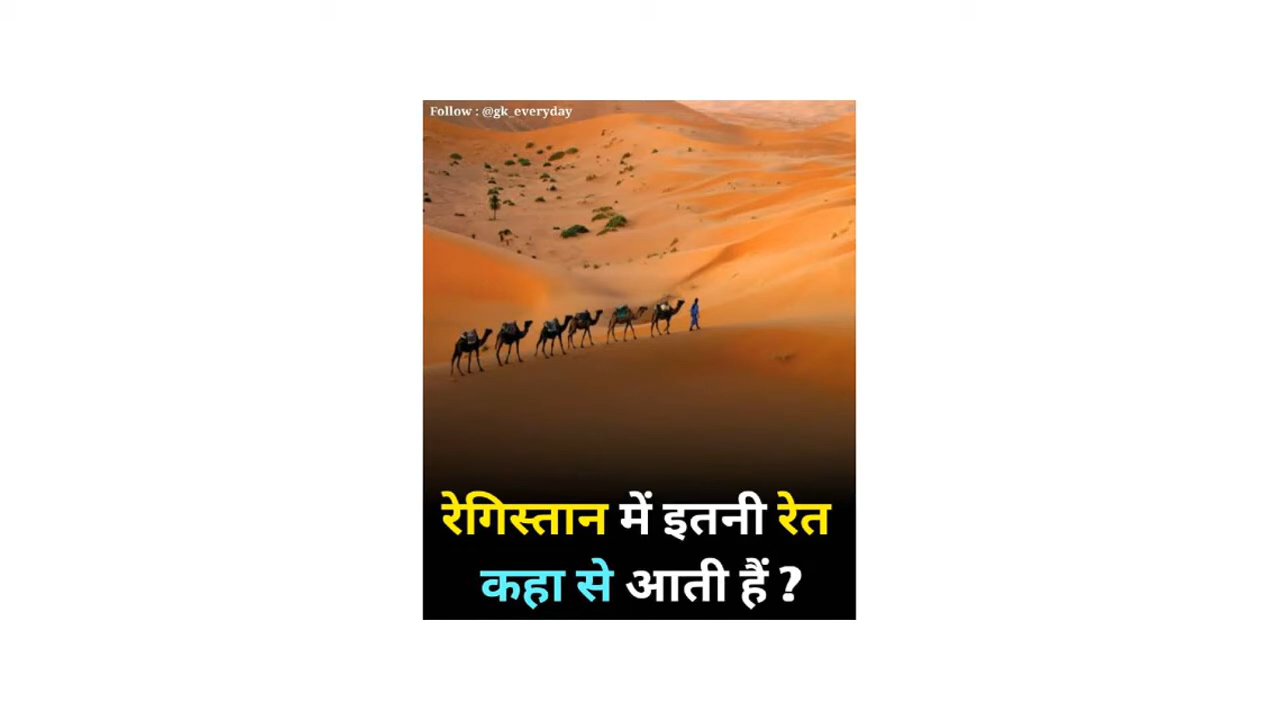 Follow : @gk_everyday
रेगिस्तान में इतनी रेत
कहा से आती हैं ?